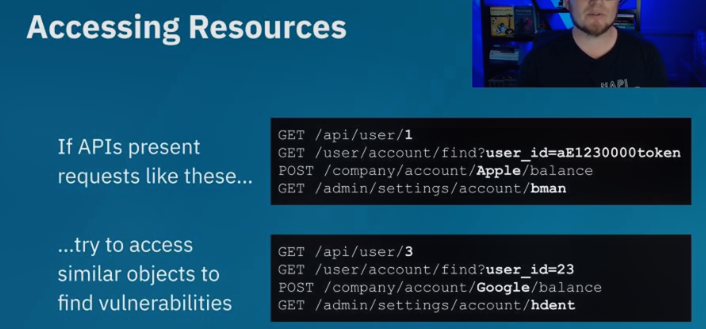 Accessing Resources
If APIs present
requests like these...
GET /api/user/1
GET /user/account/find?user_id=aE1230000token
POST /company/account/Apple/balance
GET /admin/settings/account/bman
...try to access
similar objects to
find vulnerabilities
GET /api/user/3
GET /user/account/find?user_id=23
POST /company/account/Google/balance
GET /admin/settings/account/hdent